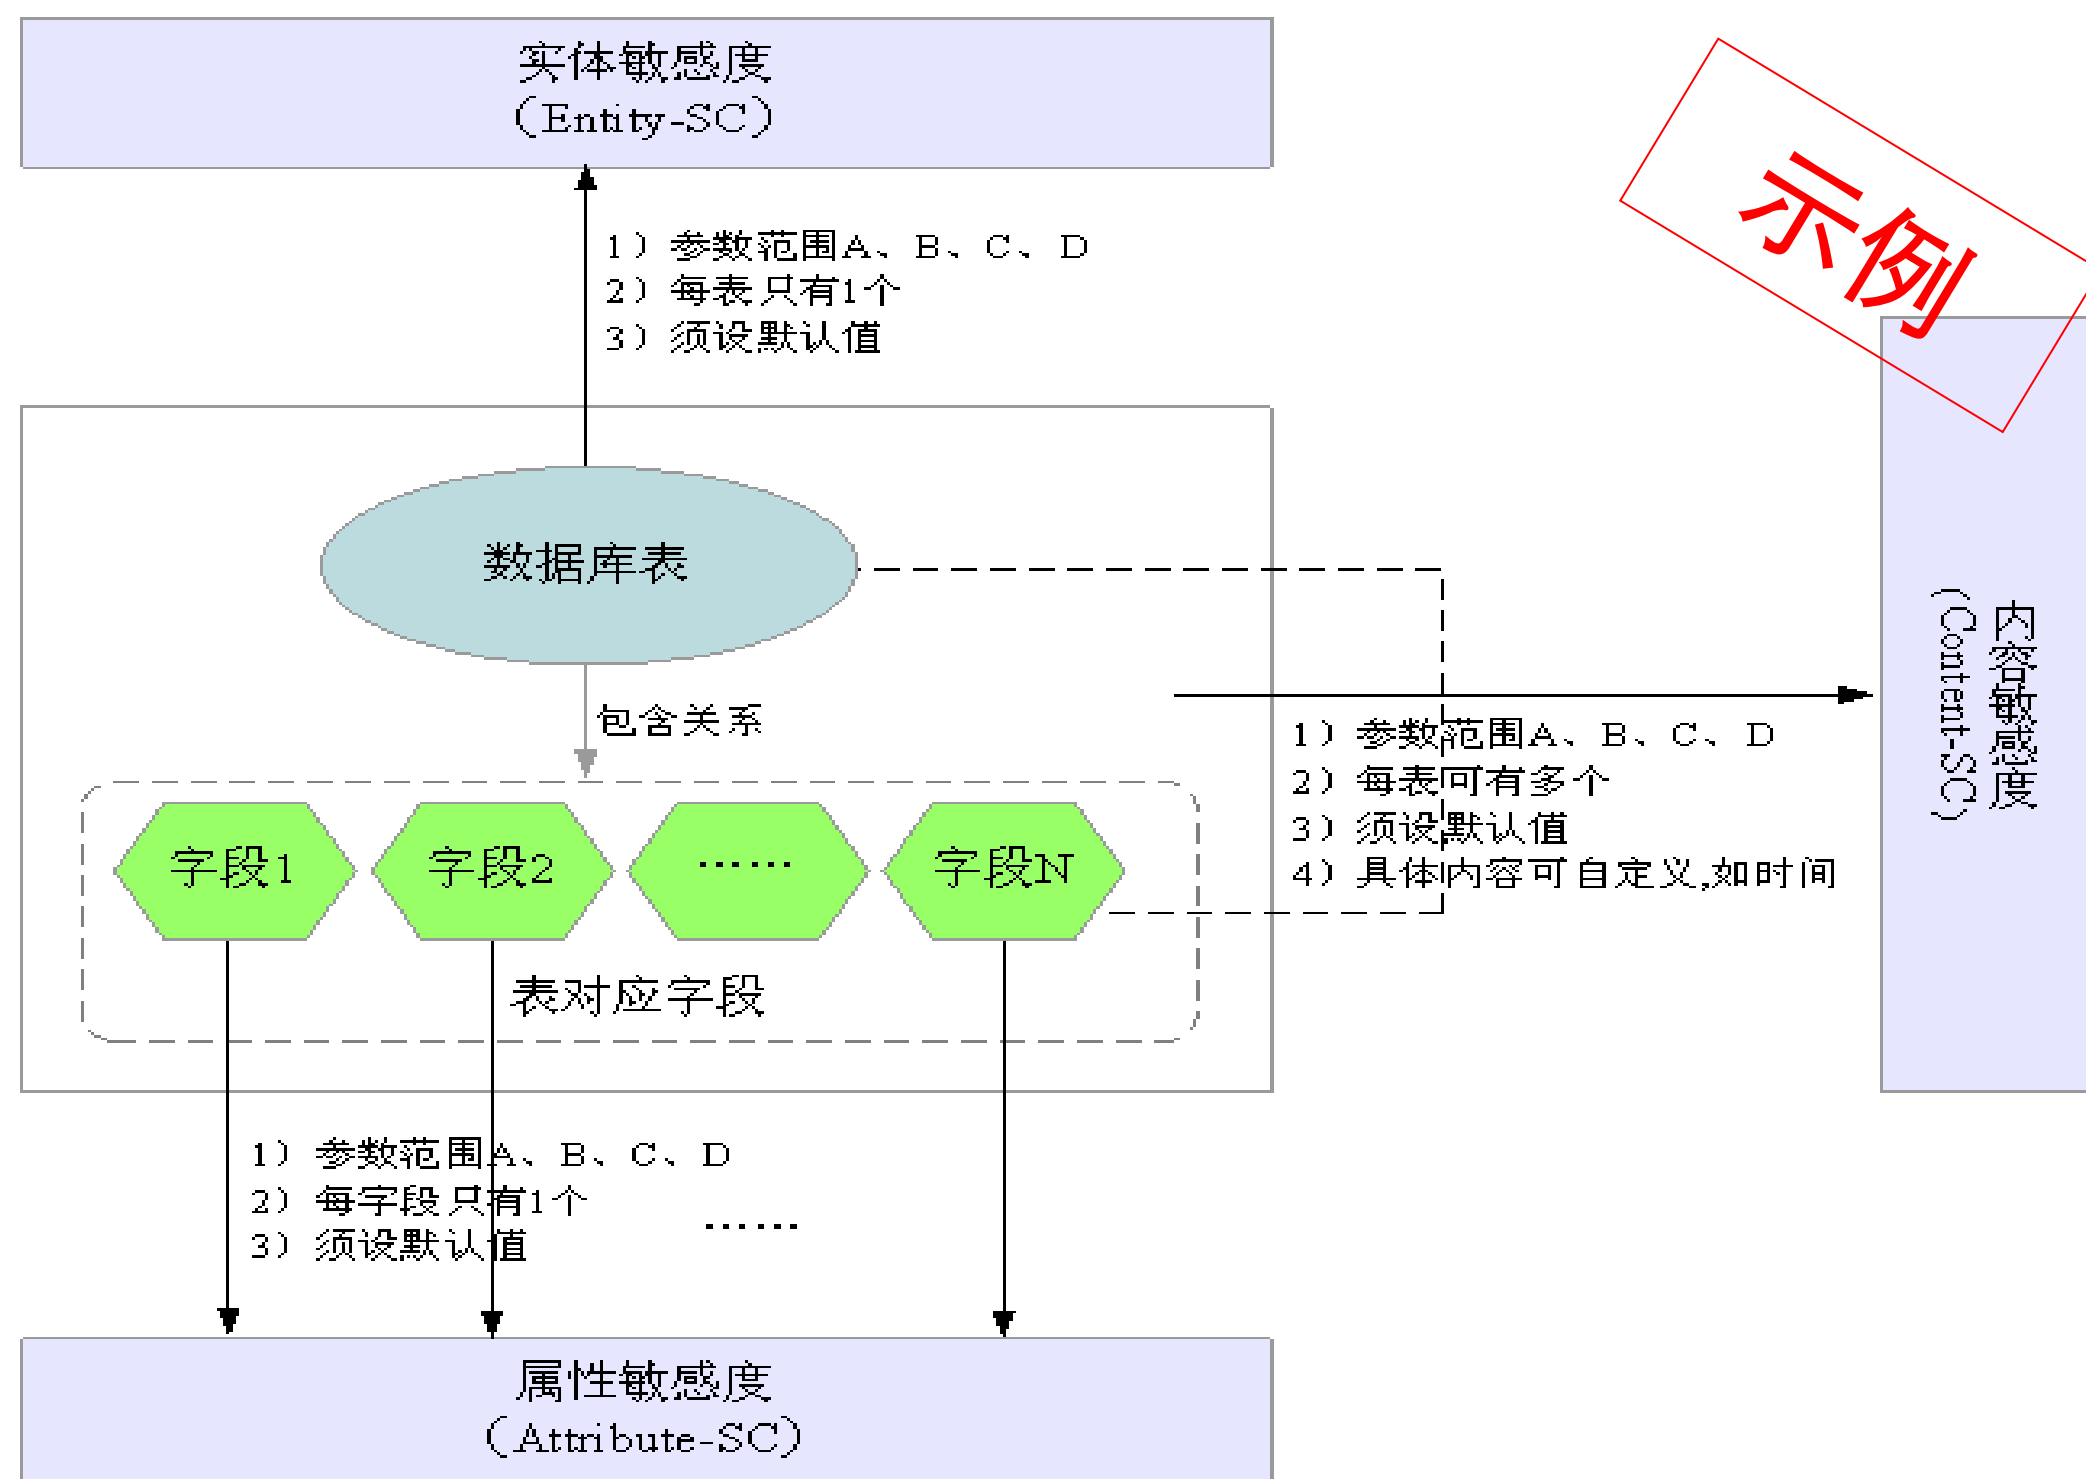 实体敏感度
（Entity-SC）
示例
1）参数范围A、B、C、D
2）每表只有1个
3）须设默认值
数据库表
包含关系
1）参数范围A、B、C、D
2）每表可有多个
3）须设默认值
4）具体内容可自定义,如时间
内容敏感度
(Content-SC)
字段1
字段2
……
字段N
表对应字段
1）参数范围A、B、C、D
2）每字段只有1个
3）须设默认值
……
属性敏感度
（Attribute-SC）